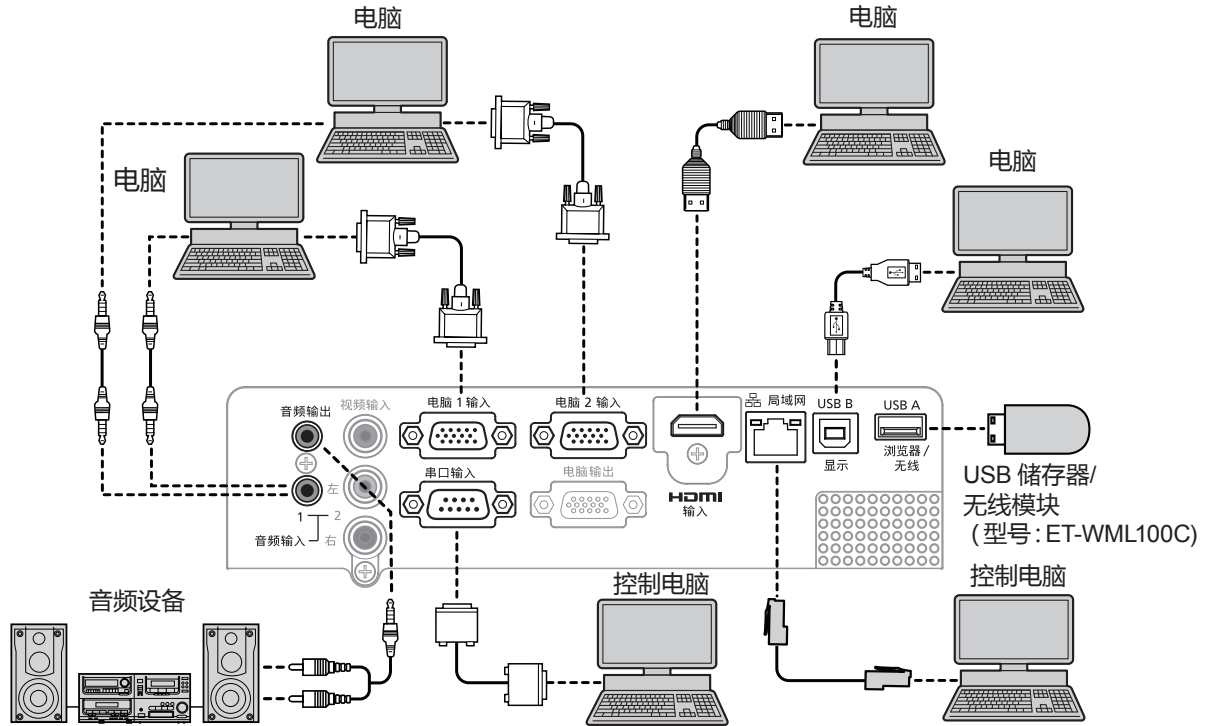 电脑
电脑
电脑
电脑
音频输出
视频输入
电脑 1 输入
电脑 2 输入
局域网
USB B
USB A
显示
浏览器 /
无线
左
串口输入
电脑输出
HDMI
输入
1
2
音频输入
右
USB 储存器/
无线模块
(型号:ET-WML100C)
音频设备
控制电脑
控制电脑